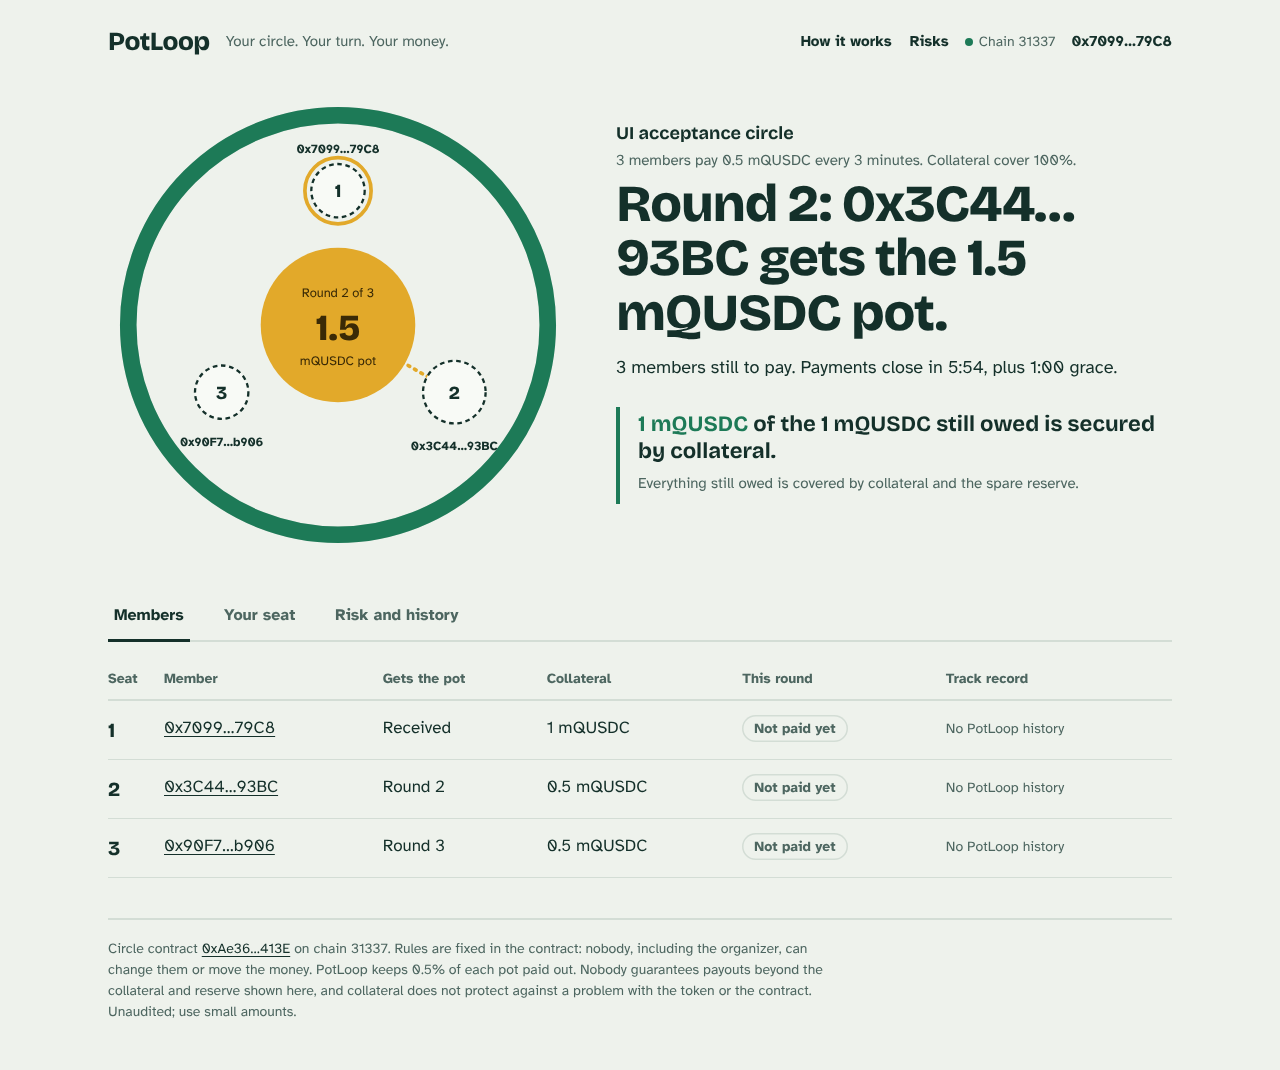 PotLoop
Your circle. Your turn. Your money.
How it works
Risks
Chain 31337
0x7099…79C8
0x7099…79C8
1
Round 2 of 3
1.5
mQUSDC pot
3
0x90F7…b906
2
0x3C44…93BC
UI acceptance circle
3 members pay 0.5 mQUSDC every 3 minutes. Collateral cover 100%.
Round 2: 0x3C44…
93BC gets the 1.5
mQUSDC pot.
3 members still to pay. Payments close in 5:54, plus 1:00 grace.
1 mQUSDC of the 1 mQUSDC still owed is secured
by collateral.
Everything still owed is covered by collateral and the spare reserve.
Members
Your seat
Risk and history
Seat Member Gets the pot Collateral This round Track record
1 0x7099…79C8 Received 1 mQUSDC Not paid yet No PotLoop history
2 0x3C44…93BC Round 2 0.5 mQUSDC Not paid yet No PotLoop history
3 0x90F7…b906 Round 3 0.5 mQUSDC Not paid yet No PotLoop history
Circle contract 0xAe36…413E on chain 31337. Rules are fixed in the contract: nobody, including the organizer, can
change them or move the money. PotLoop keeps 0.5% of each pot paid out. Nobody guarantees payouts beyond the
collateral and reserve shown here, and collateral does not protect against a problem with the token or the contract.
Unaudited; use small amounts.